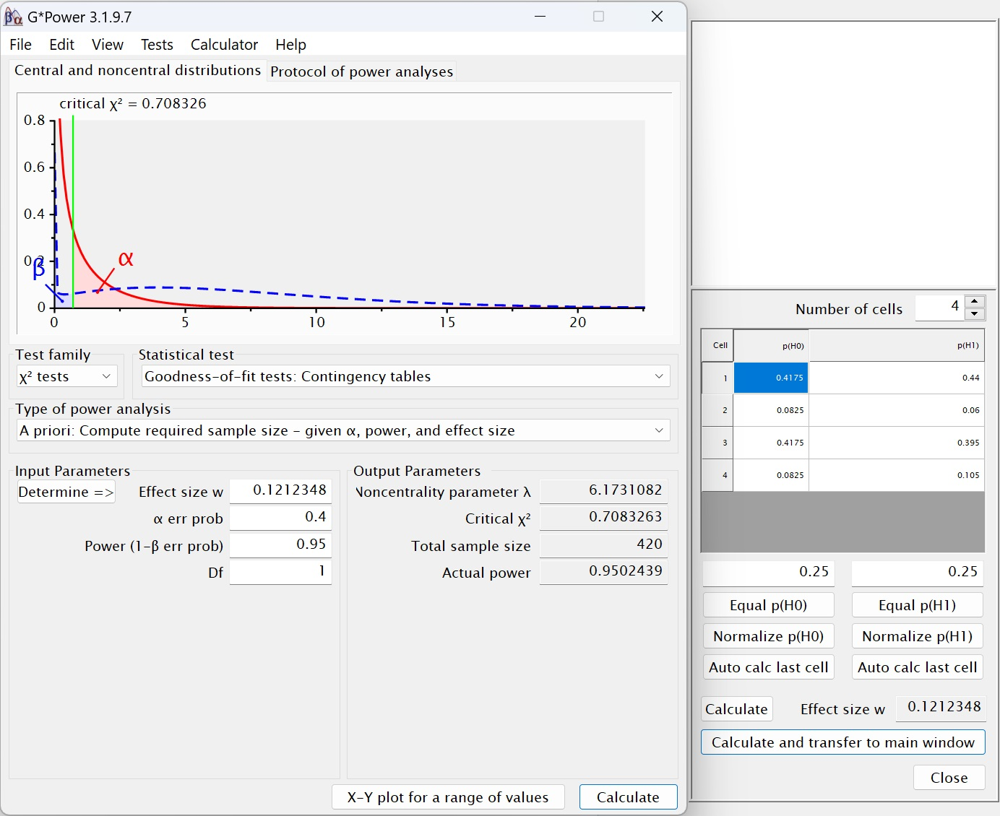 G*Power 3.1.9.7
File Edit View Tests Calculator Help
Central and noncentral distributions Protocol of power analyses
critical χ² = 0.708326
0.8
0.6
0.4
0.2
0
β
α
0 5 10 15 20
Test family
χ² tests
Statistical test
Goodness-of-fit tests: Contingency tables
Type of power analysis
A priori: Compute required sample size - given α, power, and effect size
Input Parameters
Determine => Effect size w 0.1212348
α err prob 0.4
Power (1-β err prob) 0.95
Df 1
Output Parameters
Noncentrality parameter λ 6.1731082
Critical χ² 0.7083263
Total sample size 420
Actual power 0.9502439
X-Y plot for a range of values Calculate
Number of cells 4
Cell p(H0) p(H1)
1 0.4175 0.44
2 0.0825 0.06
3 0.4175 0.395
4 0.0825 0.105
0.25 0.25
Equal p(H0) Equal p(H1)
Normalize p(H0) Normalize p(H1)
Auto calc last cell Auto calc last cell
Calculate Effect size w 0.1212348
Calculate and transfer to main window
Close